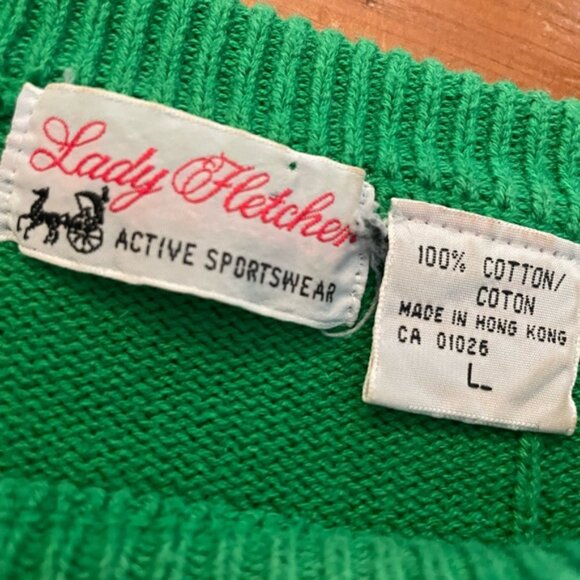 Lady Fletcher
ACTIVE SPORTSWEAR
100% COTTON/
COTON
MADE IN HONG KONG
CA 01026
L